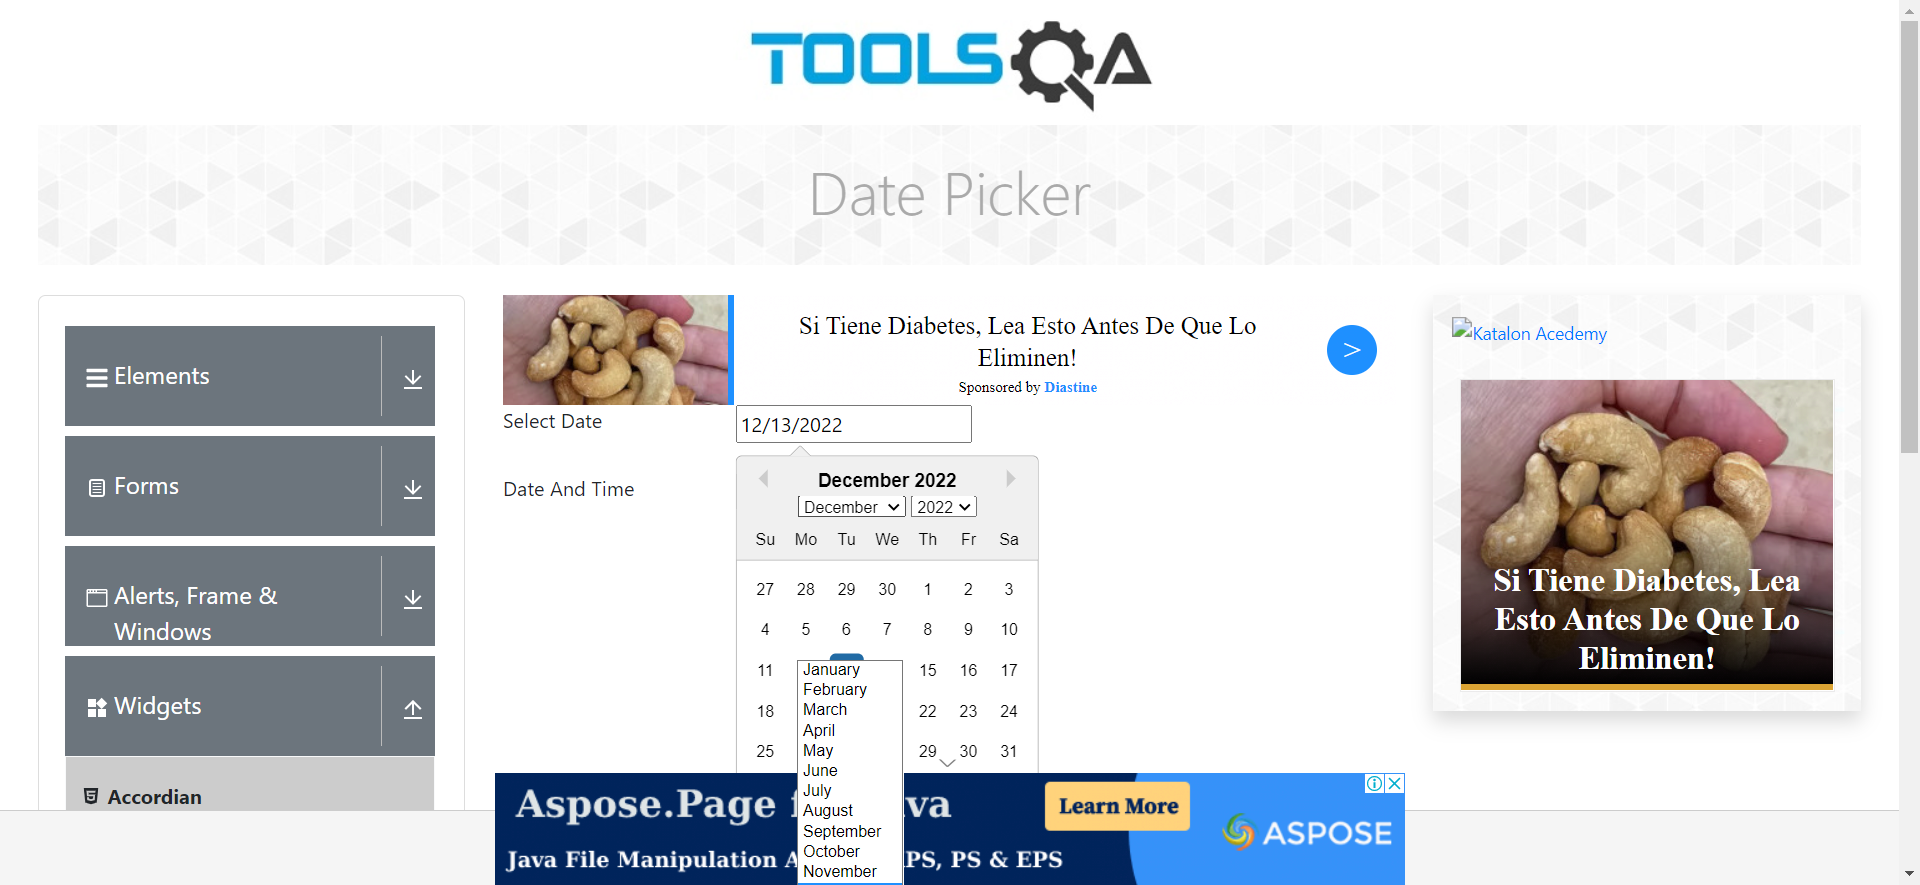 TOOLSQA
Date Picker
Elements
Forms
Alerts, Frame &
Windows
Widgets
Accordian
Si Tiene Diabetes, Lea Esto Antes De Que Lo
Eliminen!
Sponsored by Diastine
>
Select Date
12/13/2022
Date And Time
December 2022
December 2022
Su Mo Tu We Th Fr Sa
27 28 29 30 1 2 3
4 5 6 7 8 9 10
11 15 16 17
18 22 23 24
25 29 30 31
January
February
March
April
May
June
July
August
September
October
November
Aspose.Page va
Java File Manipulation A PS, PS & EPS
Learn More
ASPOSE
Katalon Acedemy
Si Tiene Diabetes, Lea
Esto Antes De Que Lo
Eliminen!